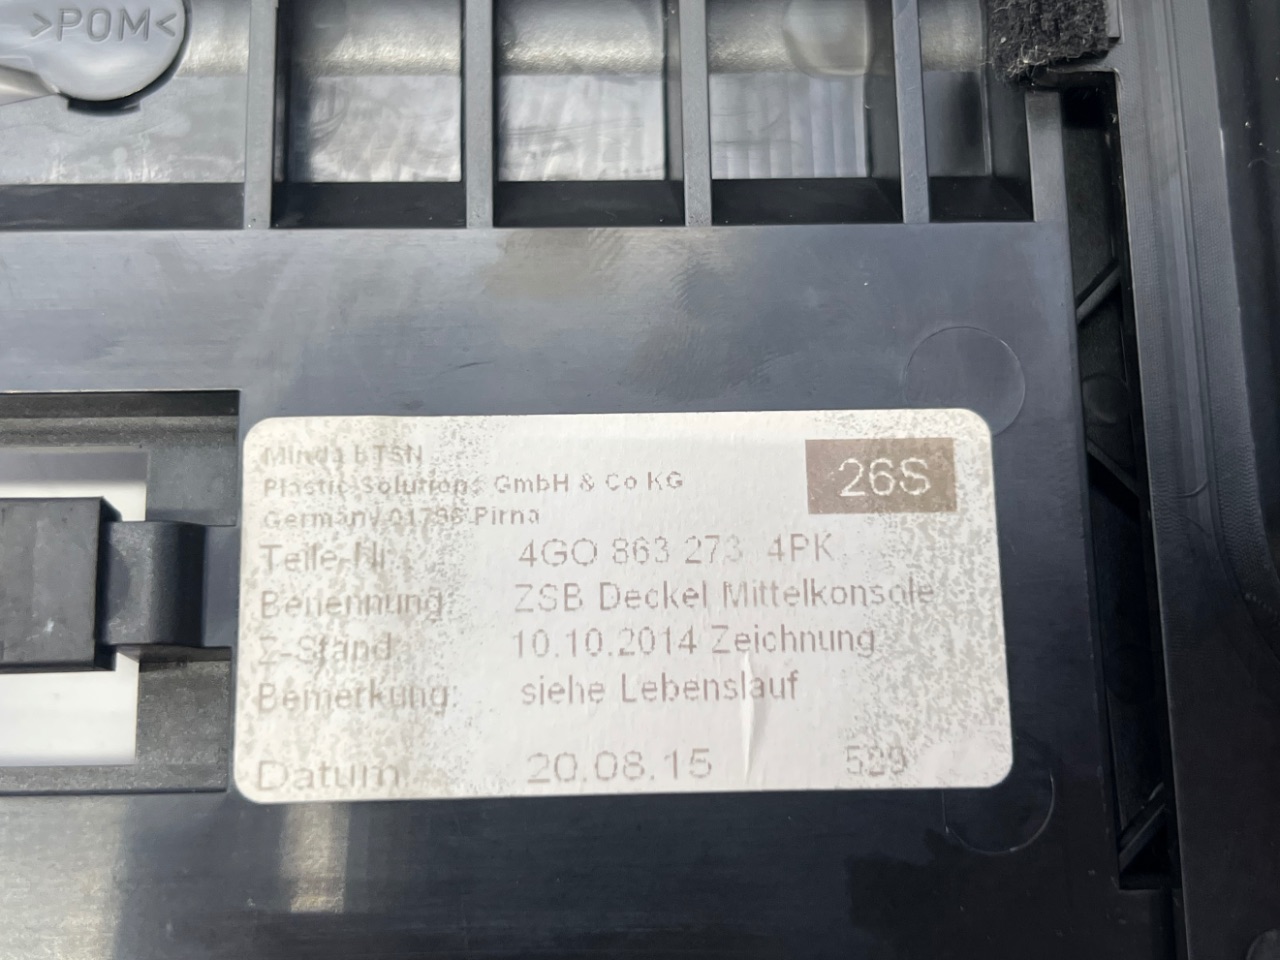 >POM<
Minda BTSN
26S
Plastic-Solutions GmbH & Co KG
Germany 01796 Pirna
Teile-Nr.: 4GO 863 273 4PK
Benennung: ZSB Deckel Mittelkonsole
Z-Stand: 10.10.2014 Zeichnung
Bemerkung: siehe Lebenslauf
Datum 20.08.15